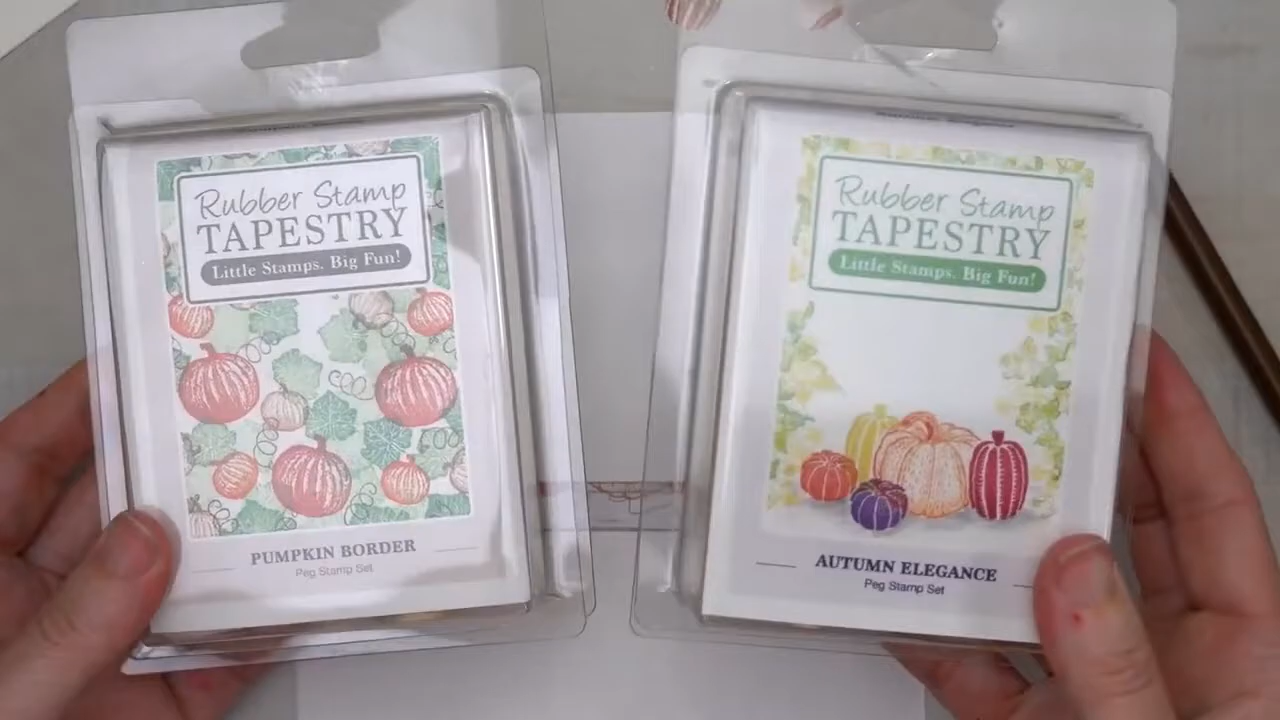 Rubber Stamp
TAPESTRY
Little Stamps. Big Fun!
PUMPKIN BORDER
Peg Stamp Set
Rubber Stamp
TAPESTRY
Little Stamps. Big Fun!
AUTUMN ELEGANCE
Peg Stamp Set